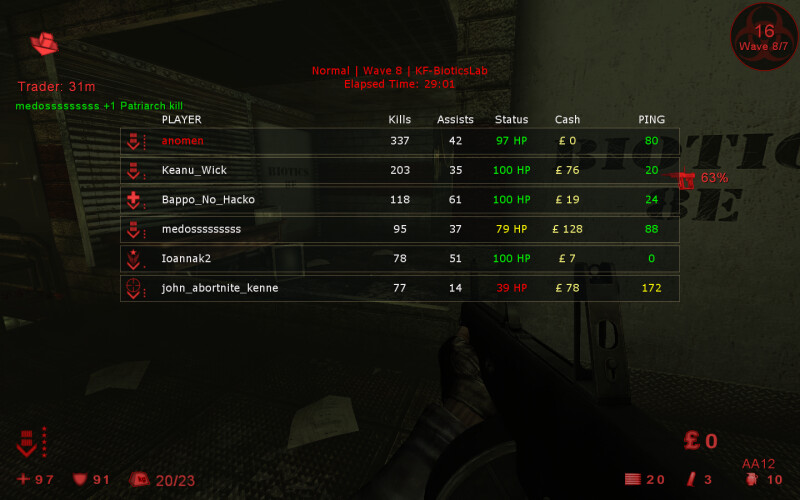 16
Wave 8/7
Normal | Wave 8 | KF-BioticsLab
Elapsed Time: 29:01
Trader: 31m
medosssssssss +1 Patriarch kill
PLAYER Kills Assists Status Cash PING
anomen 337 42 97 HP £ 0 80
Keanu_Wick 203 35 100 HP £ 76 20
Bappo_No_Hacko 118 61 100 HP £ 19 24
medosssssssss 95 37 79 HP £ 128 88
Ioannak2 78 51 100 HP £ 7 0
john_abortnite_kenne 77 14 39 HP £ 78 172
63%
BIOTIC
8E
BIOTICS
8E
£ 0
AA12
97 91 20/23 20 3 10